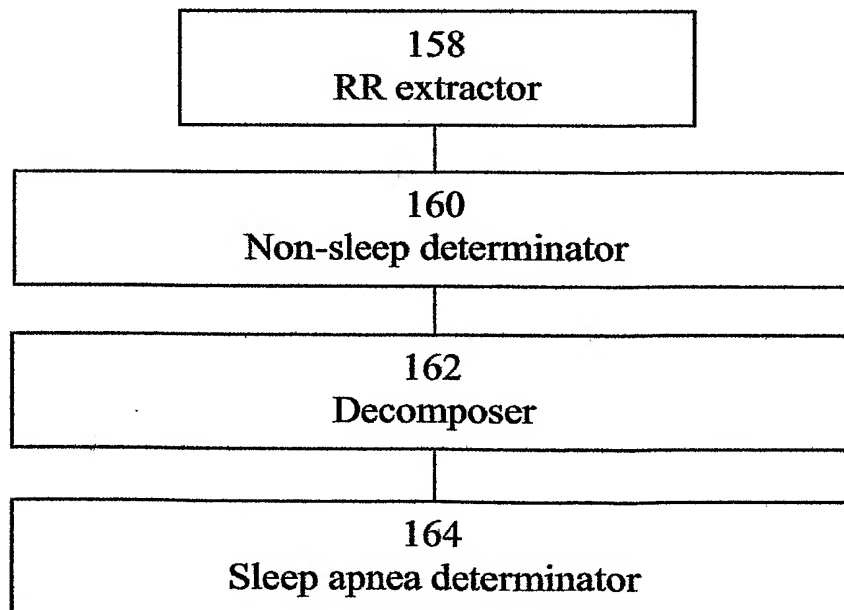 158
RR extractor
160
Non-sleep determinator
162
Decomposer
164
Sleep apnea determinator